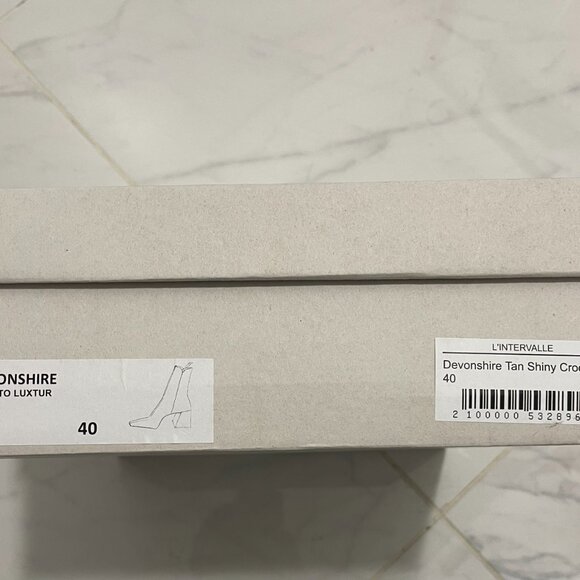 ONSHIRE
TO LUXTUR
40
L'INTERVALLE
Devonshire Tan Shiny Croc
40
2 100000 532896